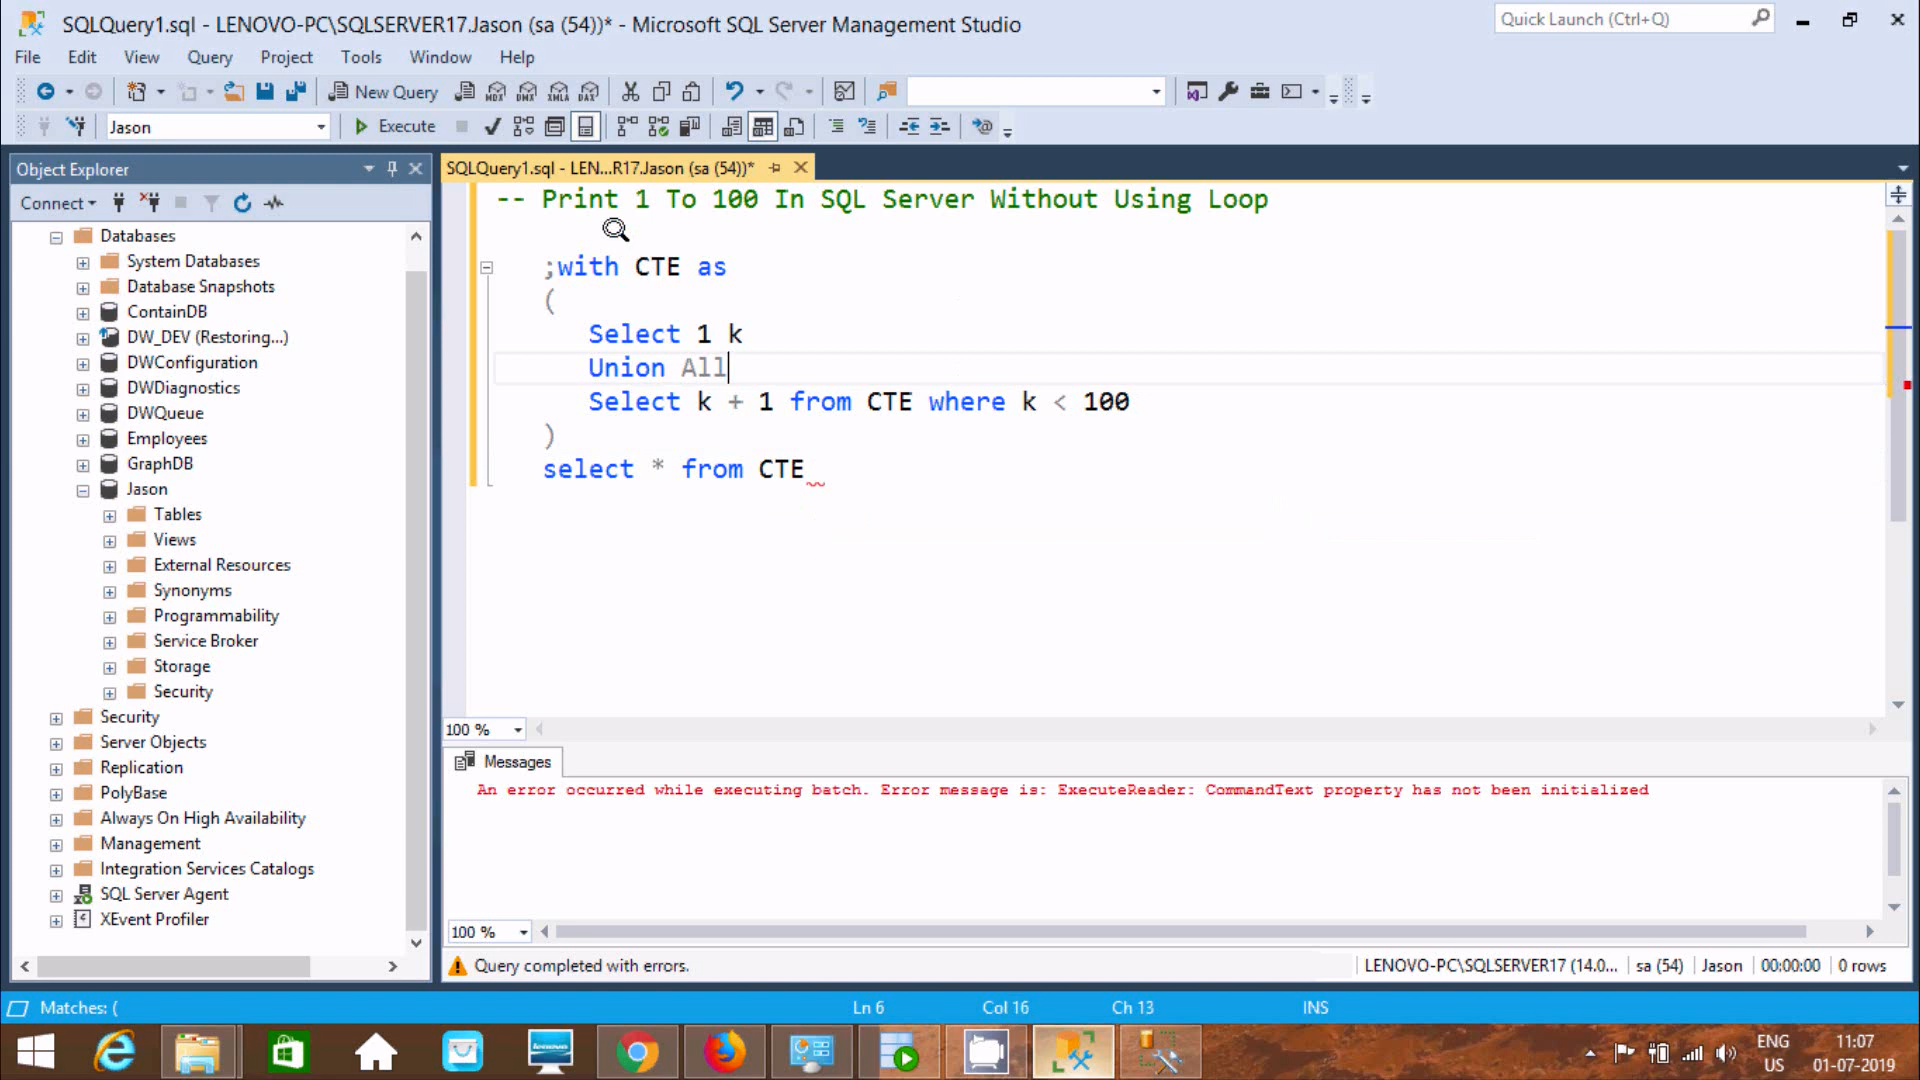 SQLQuery1.sql - LENOVO-PC\SQLSERVER17.Jason (sa (54))* - Microsoft SQL Server Management Studio
Quick Launch (Ctrl+Q)
File Edit View Query Project Tools Window Help
New Query
MDX DMX XMLA DAX
Jason
Execute
Object Explorer
Connect
Databases
System Databases
Database Snapshots
ContainDB
DW_DEV (Restoring...)
DWConfiguration
DWDiagnostics
DWQueue
Employees
GraphDB
Jason
Tables
Views
External Resources
Synonyms
Programmability
Service Broker
Storage
Security
Security
Server Objects
Replication
PolyBase
Always On High Availability
Management
Integration Services Catalogs
SQL Server Agent
XEvent Profiler
SQLQuery1.sql - LEN...R17.Jason (sa (54))*
-- Print 1 To 100 In SQL Server Without Using Loop
;with CTE as
(
Select 1 k
Union All
Select k + 1 from CTE where k < 100
)
select * from CTE
100 %
Messages
An error occurred while executing batch. Error message is: ExecuteReader: CommandText property has not been initialized
100 %
Query completed with errors.
LENOVO-PC\SQLSERVER17 (14.0... sa (54) Jason 00:00:00 0 rows
Matches: (
Ln 6 Col 16 Ch 13 INS
lenovo
ENG
US
11:07
01-07-2019